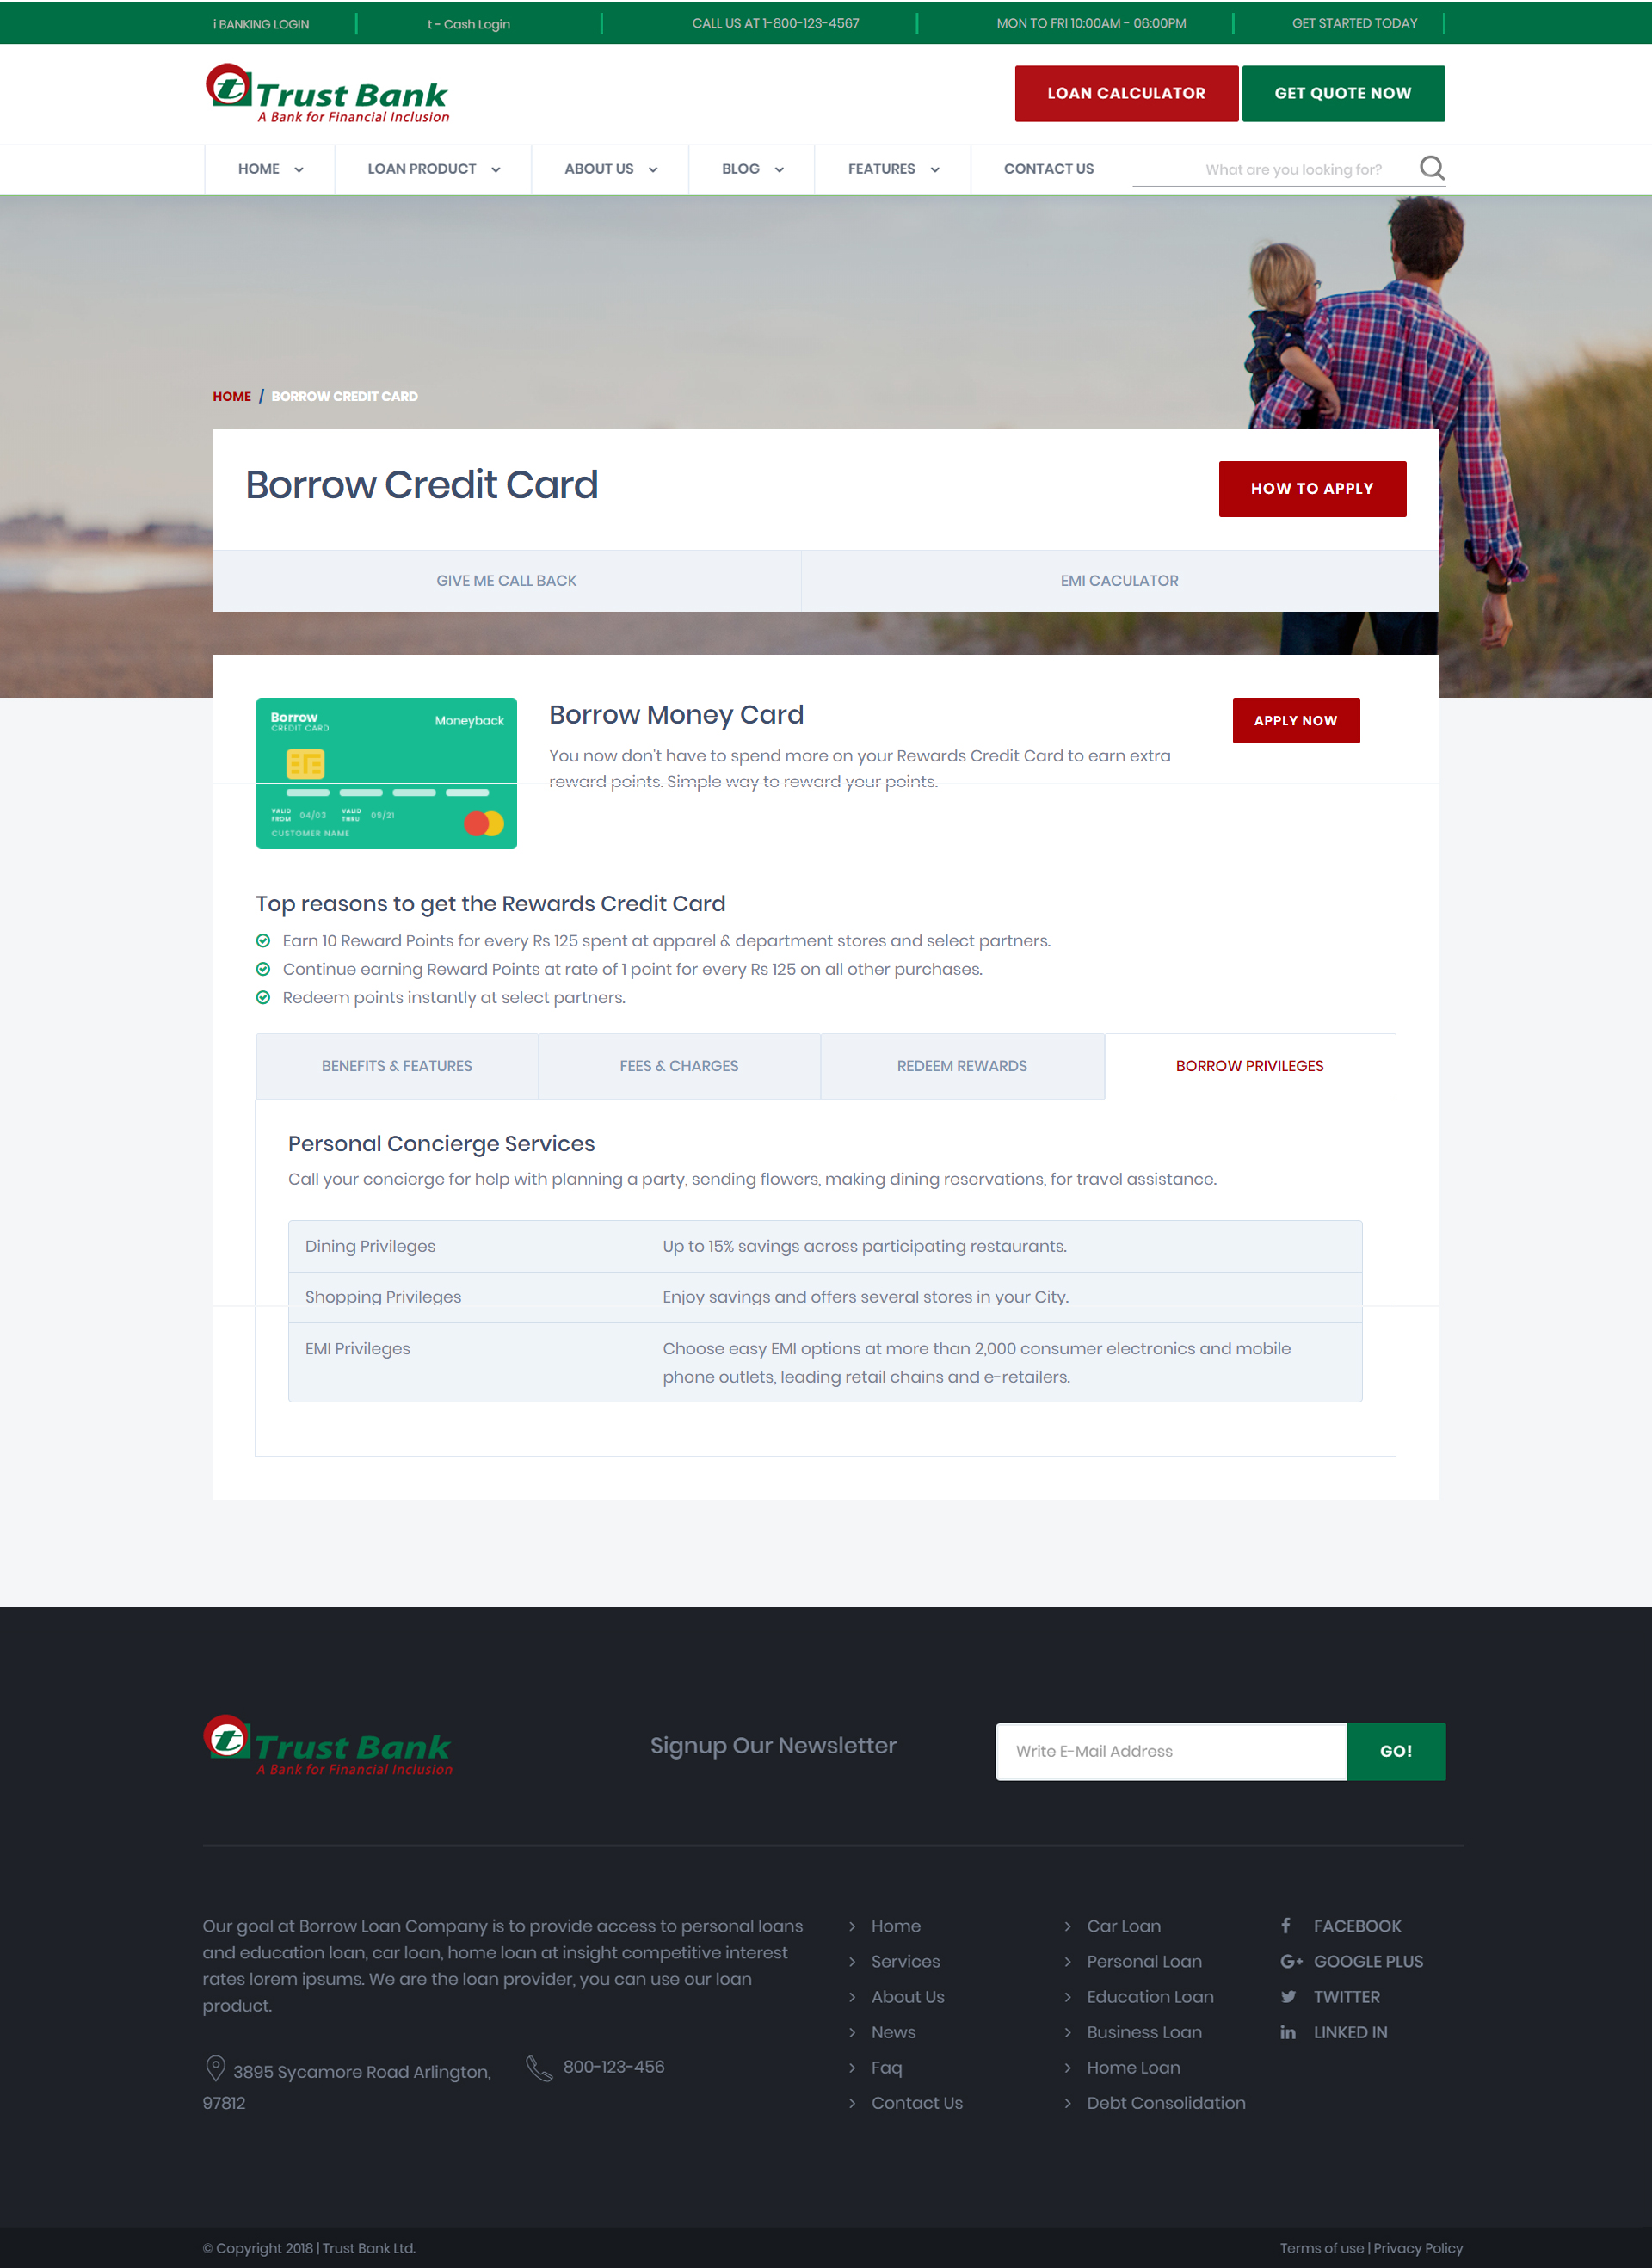 i BANKING LOGIN
t - Cash Login
CALL US AT 1-800-123-4567
MON TO FRI 10:00AM - 06:00PM
GET STARTED TODAY
t
Trust Bank
A Bank for Financial Inclusion
LOAN CALCULATOR
GET QUOTE NOW
HOME
LOAN PRODUCT
ABOUT US
BLOG
FEATURES
CONTACT US
What are you looking for?
HOME / BORROW CREDIT CARD
Borrow Credit Card
HOW TO APPLY
GIVE ME CALL BACK
EMI CACULATOR
Borrow
CREDIT CARD
Moneyback
VALID FROM 04/03 VALID THRU 09/21
CUSTOMER NAME
Borrow Money Card
You now don't have to spend more on your Rewards Credit Card to earn extra
reward points. Simple way to reward your points.
APPLY NOW
Top reasons to get the Rewards Credit Card
Earn 10 Reward Points for every Rs 125 spent at apparel & department stores and select partners.
Continue earning Reward Points at rate of 1 point for every Rs 125 on all other purchases.
Redeem points instantly at select partners.
BENEFITS & FEATURES
FEES & CHARGES
REDEEM REWARDS
BORROW PRIVILEGES
Personal Concierge Services
Call your concierge for help with planning a party, sending flowers, making dining reservations, for travel assistance.
Dining Privileges
Up to 15% savings across participating restaurants.
Shopping Privileges
Enjoy savings and offers several stores in your City.
EMI Privileges
Choose easy EMI options at more than 2,000 consumer electronics and mobile
phone outlets, leading retail chains and e-retailers.
t
Trust Bank
A Bank for Financial Inclusion
Signup Our Newsletter
Write E-Mail Address
GO!
Our goal at Borrow Loan Company is to provide access to personal loans
and education loan, car loan, home loan at insight competitive interest
rates lorem ipsums. We are the loan provider, you can use our loan
product.
3895 Sycamore Road Arlington,
97812
800-123-456
Home
Services
About Us
News
Faq
Contact Us
Car Loan
Personal Loan
Education Loan
Business Loan
Home Loan
Debt Consolidation
FACEBOOK
GOOGLE PLUS
TWITTER
LINKED IN
© Copyright 2018 | Trust Bank Ltd.
Terms of use | Privacy Policy